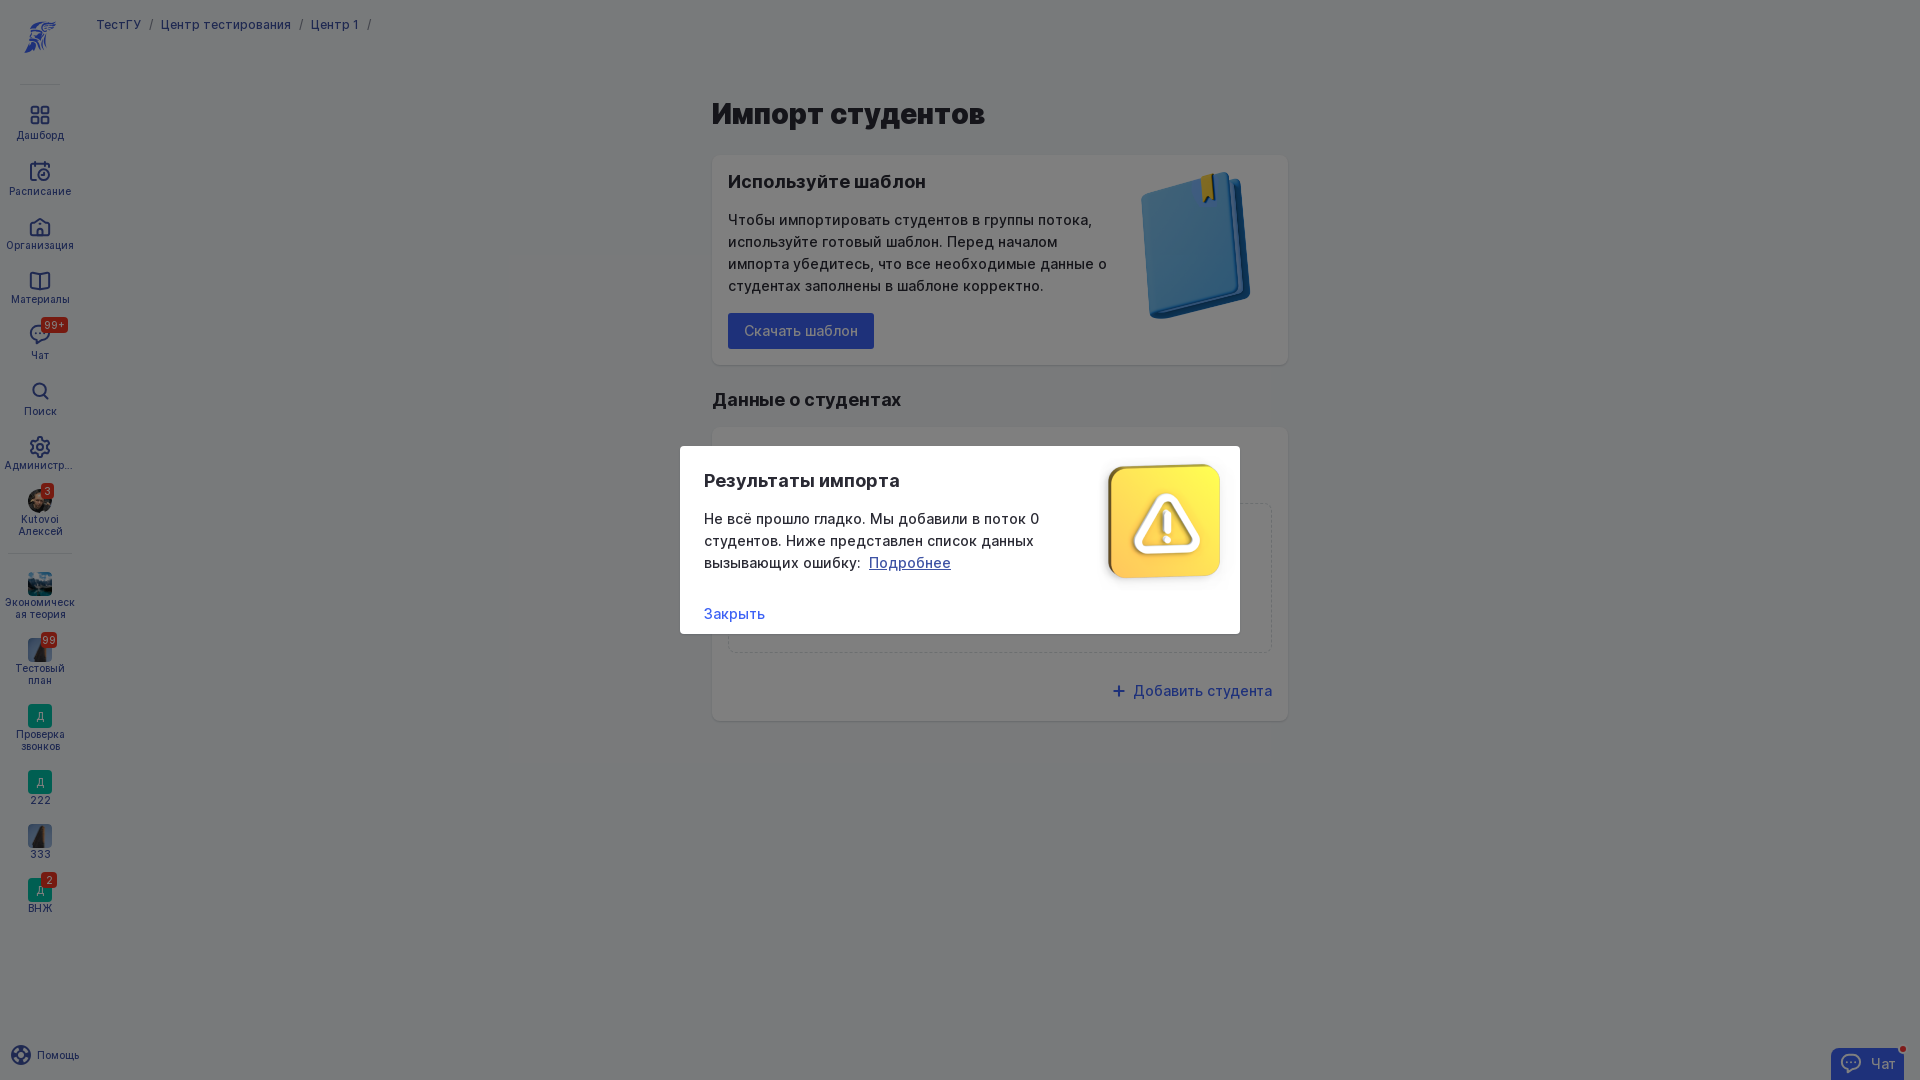 ТестГУ / Центр тестирования / Центр 1 /
Дашборд
Расписание
Организация
Материалы
99+
Чат
Поиск
Администр...
3
Kutovoi
Алексей
Экономическ
ая теория
99
Тестовый
план
Д
Проверка
звонков
Д
222
333
2
Д
ВНЖ
Помощь
Импорт студентов
Используйте шаблон
Чтобы импортировать студентов в группы потока,
используйте готовый шаблон. Перед началом
импорта убедитесь, что все необходимые данные о
студентах заполнены в шаблоне корректно.
Скачать шаблон
Данные о студентах
Результаты импорта
Не всё прошло гладко. Мы добавили в поток 0
студентов. Ниже представлен список данных
вызывающих ошибку: Подробнее
Закрыть
+ Добавить студента
Чат